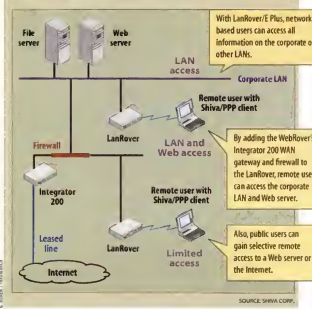 File server
Web server
With LanRover/E Plus, network
based users can access all
information on the corporate o
other LANs.
LAN access
Corporate LAN
Remote user with
Shiva/PPP client
LanRover
LAN and
Web access
Firewall
By adding the WebRover
Integrator 200 WAN
gateway and firewall to
the LanRover, remote use
can access the corporate
LAN and Web server.
Integrator
200
Remote user with
Shiva/PPP client
Leased
line
LanRover
Limited
access
Internet
Also, public users can
gain selective remote
access to a Web server or
the Internet.
SOURCE: SHIVA CORP.